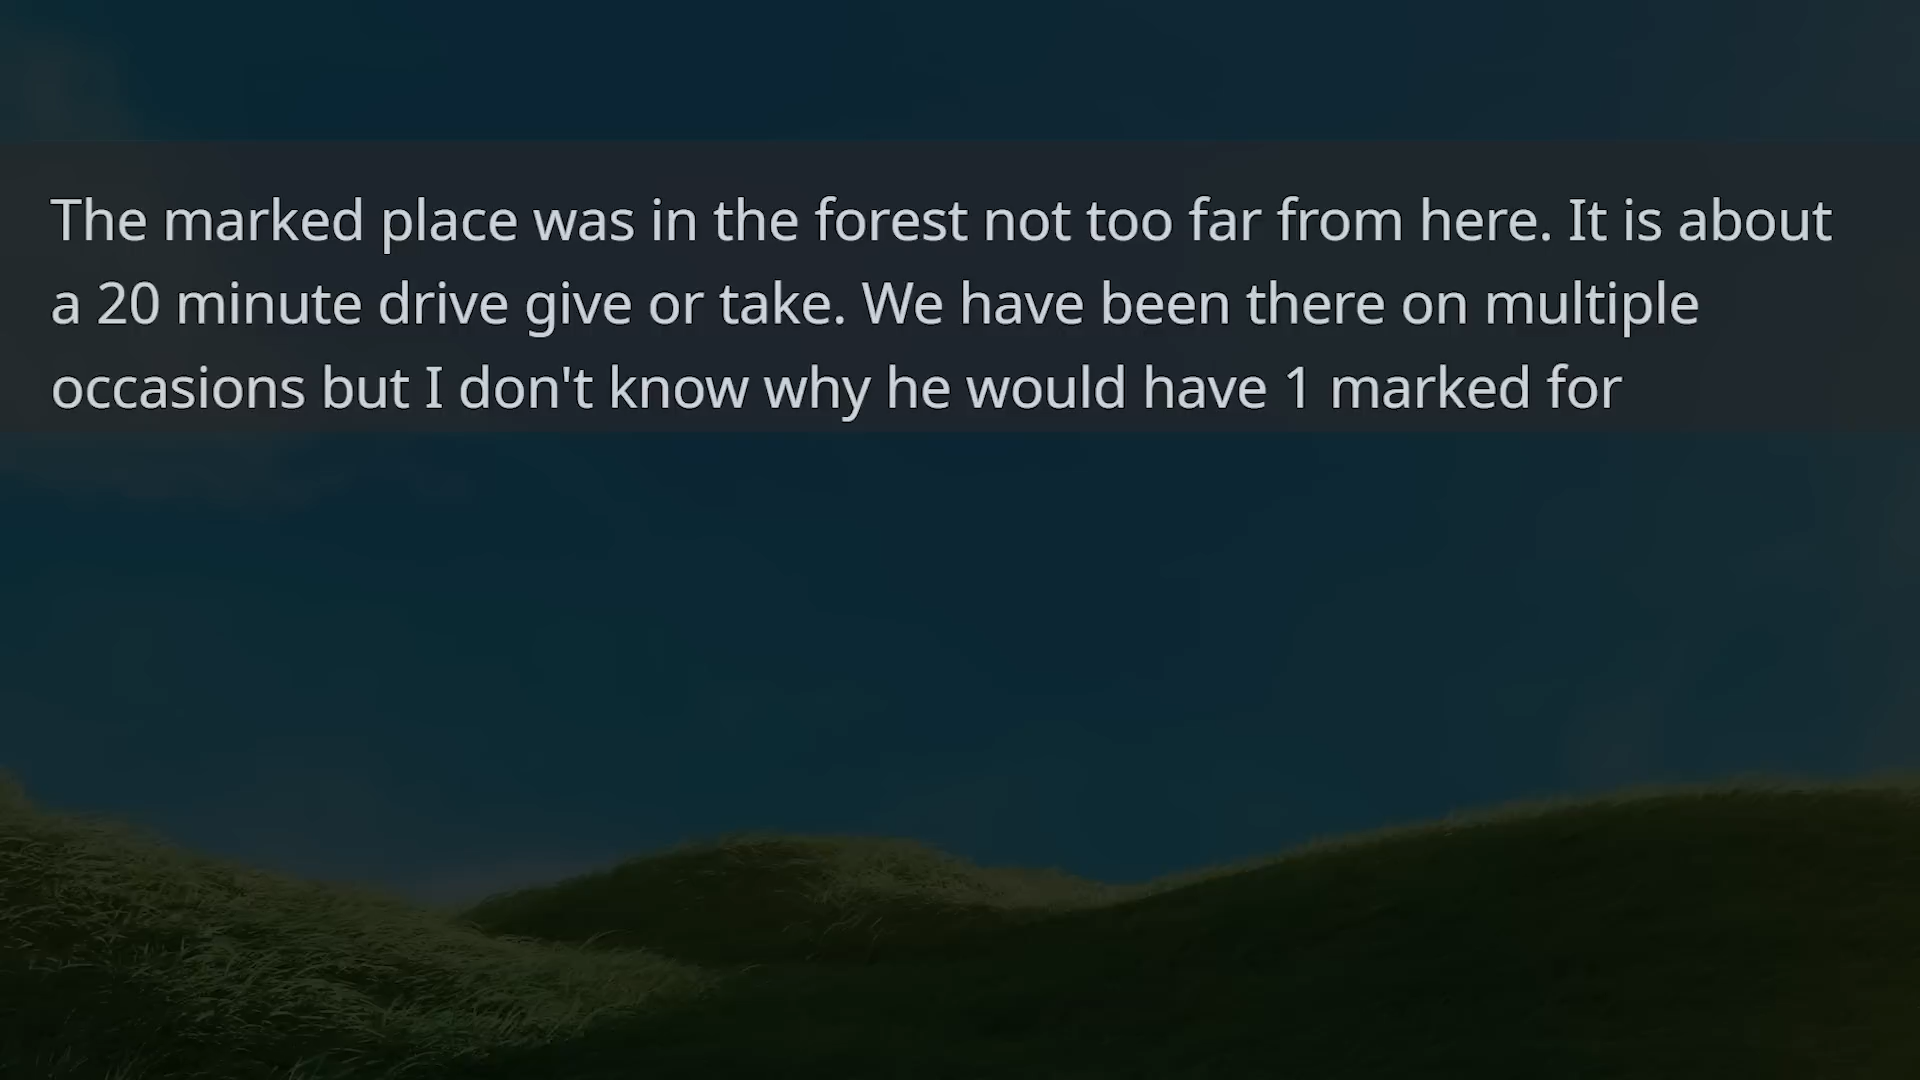 The marked place was in the forest not too far from here. It is about
a 20 minute drive give or take. We have been there on multiple
occasions but I don't know why he would have 1 marked for